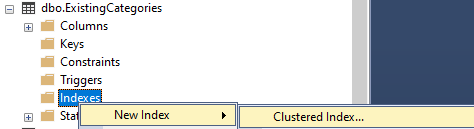 dbo.ExistingCategories
Columns
Keys
Constraints
Triggers
Indexes
New Index
Clustered Index...